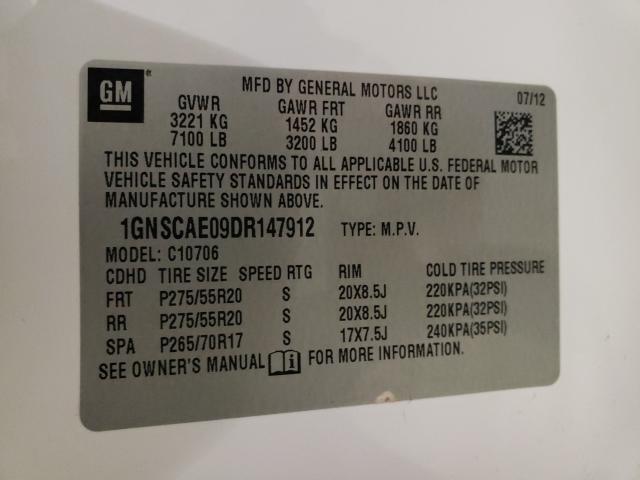 GM
MFD BY GENERAL MOTORS LLC
07/12
GVWR GAWR FRT GAWR RR
3221 KG 1452 KG 1860 KG
7100 LB 3200 LB 4100 LB
THIS VEHICLE CONFORMS TO ALL APPLICABLE U.S. FEDERAL MOTOR
VEHICLE SAFETY STANDARDS IN EFFECT ON THE DATE OF
MANUFACTURE SHOWN ABOVE.
1GNSCAE09DR147912 TYPE: M.P.V.
MODEL: C10706
CDHD TIRE SIZE SPEED RTG RIM COLD TIRE PRESSURE
FRT P275/55R20 S 20X8.5J 220KPA(32PSI)
RR P275/55R20 S 20X8.5J 220KPA(32PSI)
SPA P265/70R17 S 17X7.5J 240KPA(35PSI)
SEE OWNER'S MANUAL FOR MORE INFORMATION.